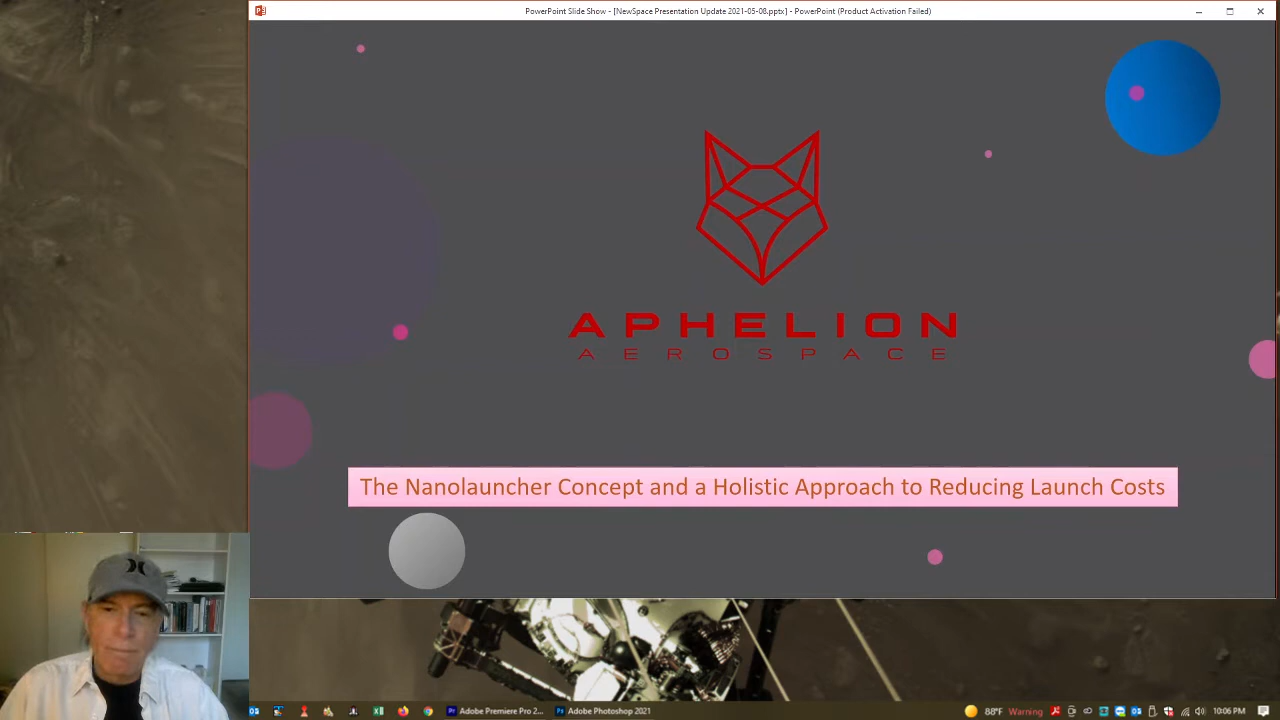 PowerPoint Slide Show - [NewSpace Presentation Update 2021-05-08.pptx] - PowerPoint (Product Activation Failed)
APHELION
AEROSPACE
The Nanolauncher Concept and a Holistic Approach to Reducing Launch Costs
Adobe Premiere Pro 2...
Adobe Photoshop 2021
88°F Warning
10:06 PM